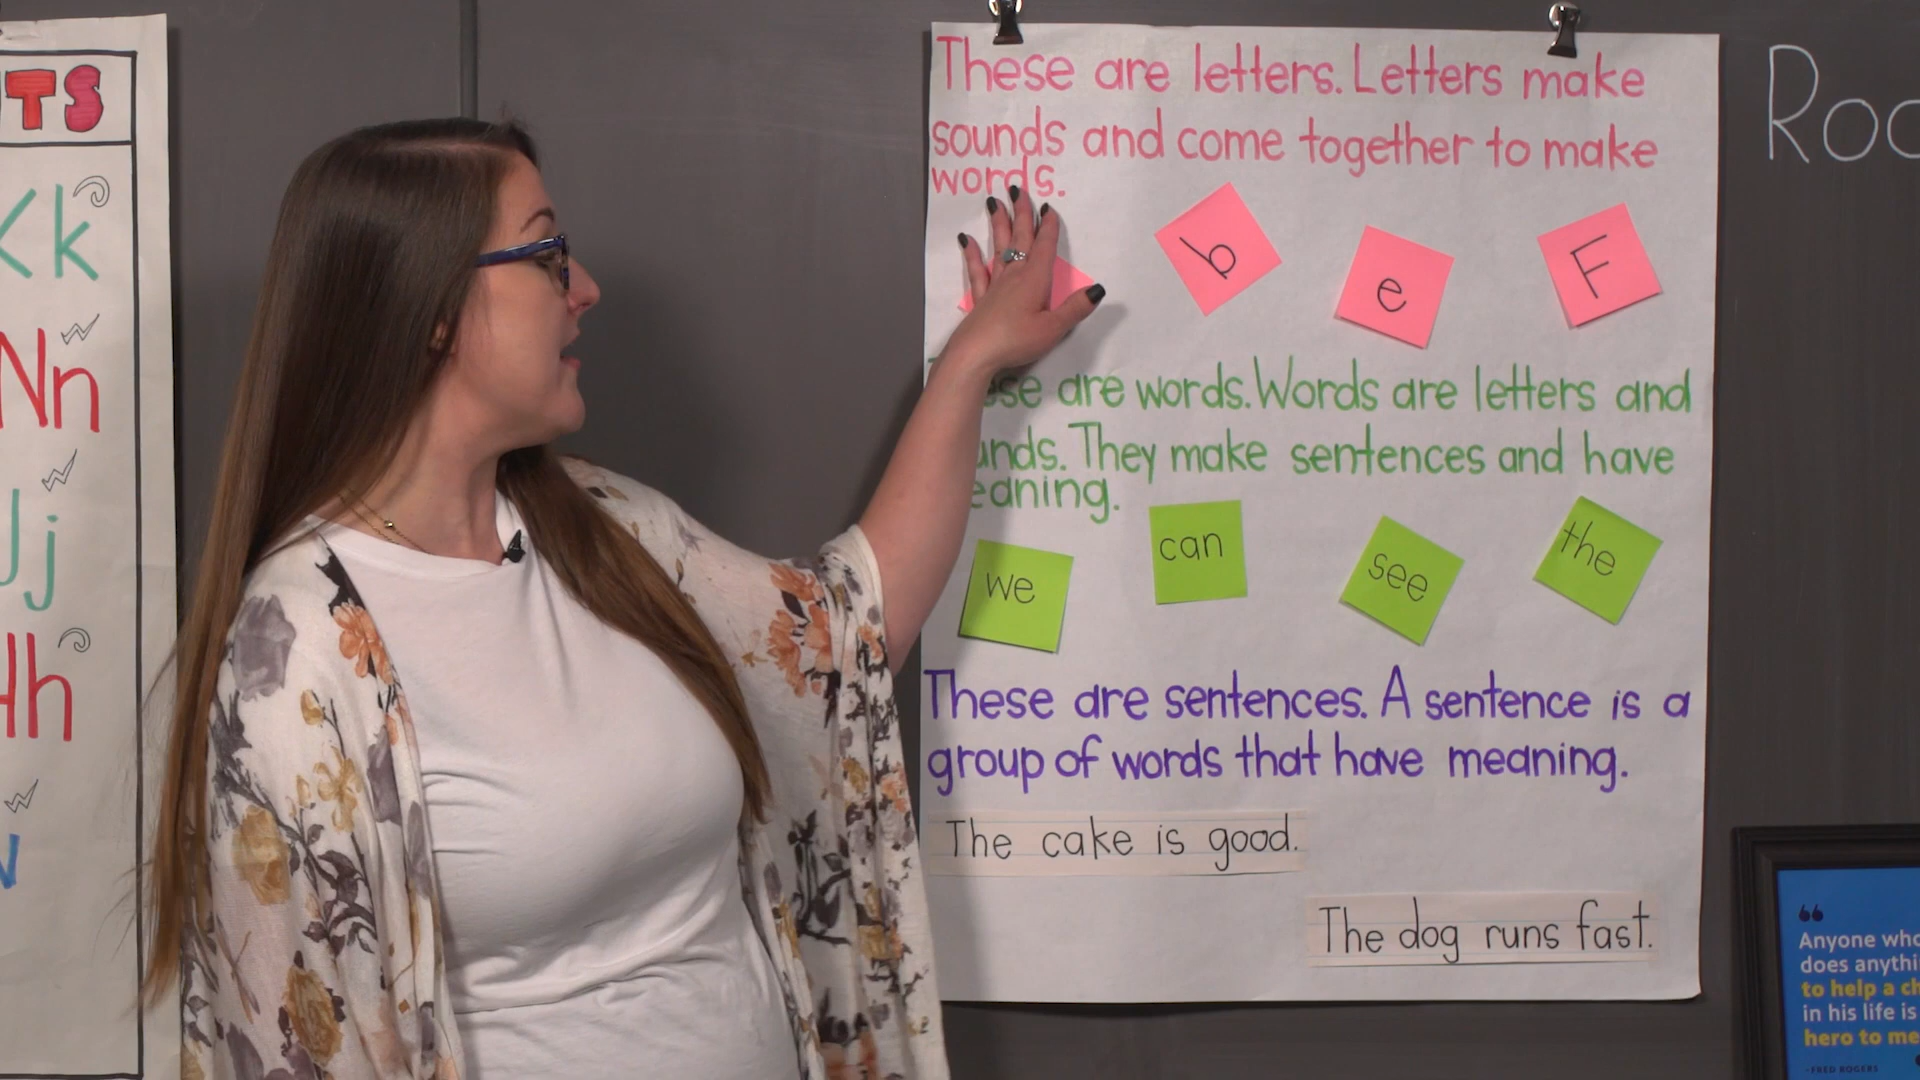 TS
Kk
Nn
Jj
Hh
These are letters. Letters make
sounds and come together to make
words.
b
e
F
are words. Words are letters and
They make sentences and have
we
can
see
the
These are sentences. A sentence is a
group of words that have meaning.
The cake is good.
The dog runs fast.
Roo
Anyone who
does anythi
to help a ch
in his life is
hero to me
-FRED ROGERS